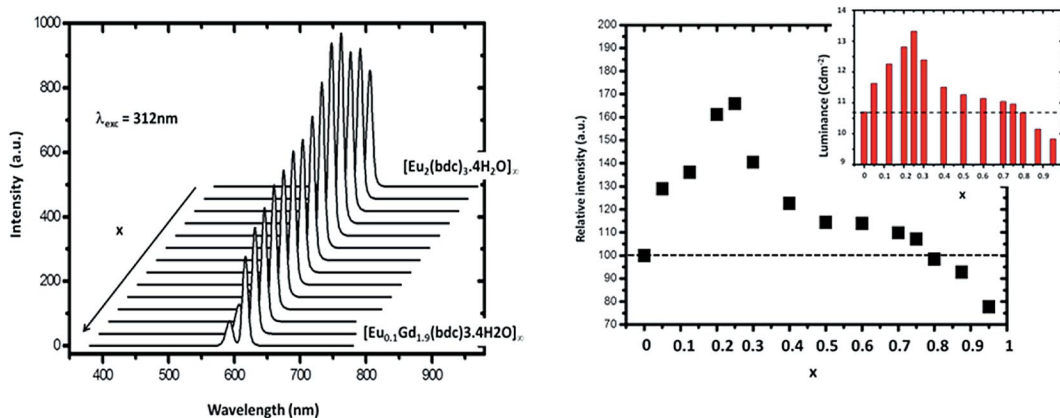 1000
800
600
400
200
0
Intensity (a.u.)
λexc = 312nm
x
[Eu2(bdc)3.4H2O]∞
[Eu0.1Gd1.9(bdc)3.4H2O]∞
400 500 600 700 800 900
Wavelength (nm)
200
190
180
170
160
150
140
130
120
110
100
90
80
70
Relative intensity (a.u.)
0 0.1 0.2 0.3 0.4 0.5 0.6 0.7 0.8 0.9 1
x
14
13
12
11
10
9
Luminance (Cdm-2)
0 0.1 0.2 0.3 0.4 0.5 0.6 0.7 0.8 0.9
x